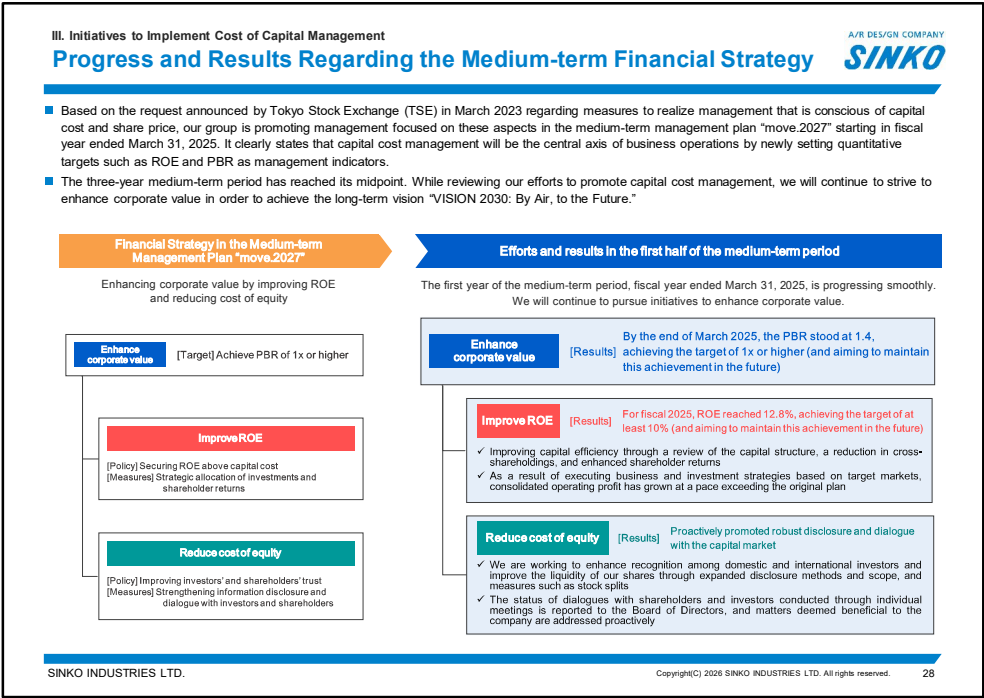 III. Initiatives to Implement Cost of Capital Management
Progress and Results Regarding the Medium-term Financial Strategy
A/R DESIGN COMPANY
SINKO
Based on the request announced by Tokyo Stock Exchange (TSE) in March 2023 regarding measures to realize management that is conscious of capital
cost and share price, our group is promoting management focused on these aspects in the medium-term management plan “move.2027” starting in fiscal
year ended March 31, 2025. It clearly states that capital cost management will be the central axis of business operations by newly setting quantitative
targets such as ROE and PBR as management indicators.
The three-year medium-term period has reached its midpoint. While reviewing our efforts to promote capital cost management, we will continue to strive to
enhance corporate value in order to achieve the long-term vision “VISION 2030: By Air, to the Future.”
Financial Strategy in the Medium-term
Management Plan “move.2027”
Enhancing corporate value by improving ROE
and reducing cost of equity
Enhance
corporate value
[Target] Achieve PBR of 1x or higher
Improve ROE
[Policy] Securing ROE above capital cost
[Measures] Strategic allocation of investments and
shareholder returns
Reduce cost of equity
[Policy] Improving investors’ and shareholders’ trust
[Measures] Strengthening information disclosure and
dialogue with investors and shareholders
Efforts and results in the first half of the medium-term period
The first year of the medium-term period, fiscal year ended March 31, 2025, is progressing smoothly.
We will continue to pursue initiatives to enhance corporate value.
Enhance
corporate value
[Results]
By the end of March 2025, the PBR stood at 1.4,
achieving the target of 1x or higher (and aiming to maintain
this achievement in the future)
Improve ROE
[Results]
For fiscal 2025, ROE reached 12.8%, achieving the target of at
least 10% (and aiming to maintain this achievement in the future)
✓ Improving capital efficiency through a review of the capital structure, a reduction in cross-
shareholdings, and enhanced shareholder returns
✓ As a result of executing business and investment strategies based on target markets,
consolidated operating profit has grown at a pace exceeding the original plan
Reduce cost of equity
[Results]
Proactively promoted robust disclosure and dialogue
with the capital market
✓ We are working to enhance recognition among domestic and international investors and
improve the liquidity of our shares through expanded disclosure methods and scope, and
measures such as stock splits
✓ The status of dialogues with shareholders and investors conducted through individual
meetings is reported to the Board of Directors, and matters deemed beneficial to the
company are addressed proactively
SINKO INDUSTRIES LTD.
Copyright(C) 2026 SINKO INDUSTRIES LTD. All rights reserved.
28